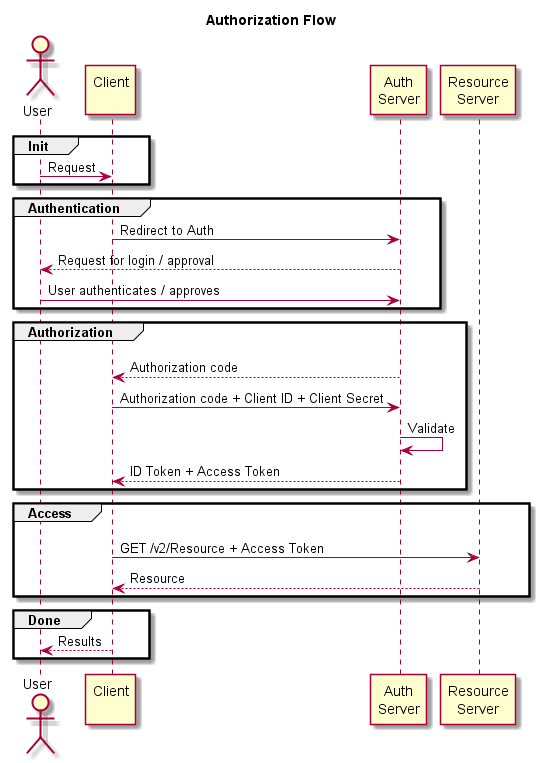 Authorization Flow
User
Client
Auth
Server
Resource
Server
Init
Request
Authentication
Redirect to Auth
Request for login / approval
User authenticates / approves
Authorization
Authorization code
Authorization code + Client ID + Client Secret
Validate
ID Token + Access Token
Access
GET /v2/Resource + Access Token
Resource
Done
Results
User
Client
Auth
Server
Resource
Server